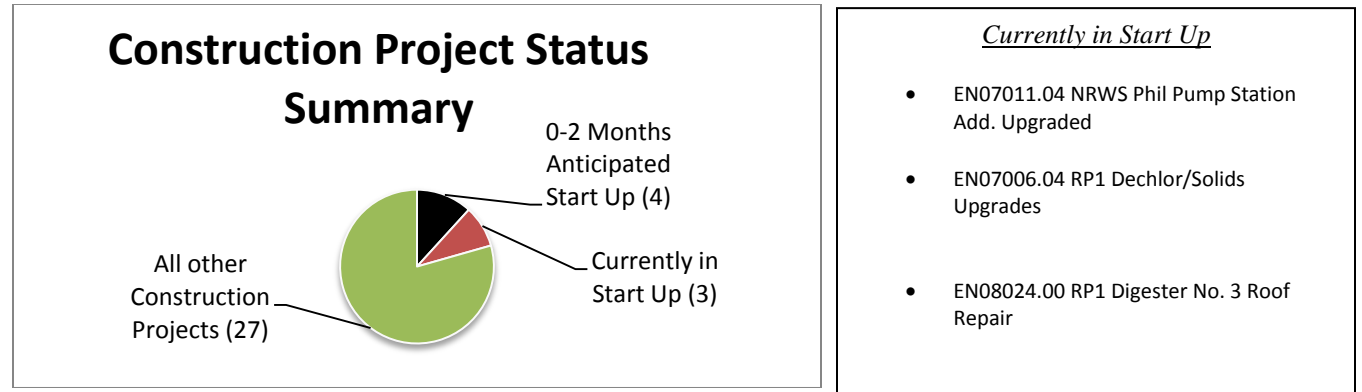 Construction Project Status
Summary
0-2 Months
Anticipated
Start Up (4)
Currently in
Start Up (3)
All other
Construction
Projects (27)
Currently in Start Up
• EN07011.04 NRWS Phil Pump Station
Add. Upgraded
• EN07006.04 RP1 Dechlor/Solids
Upgrades
• EN08024.00 RP1 Digester No. 3 Roof
Repair